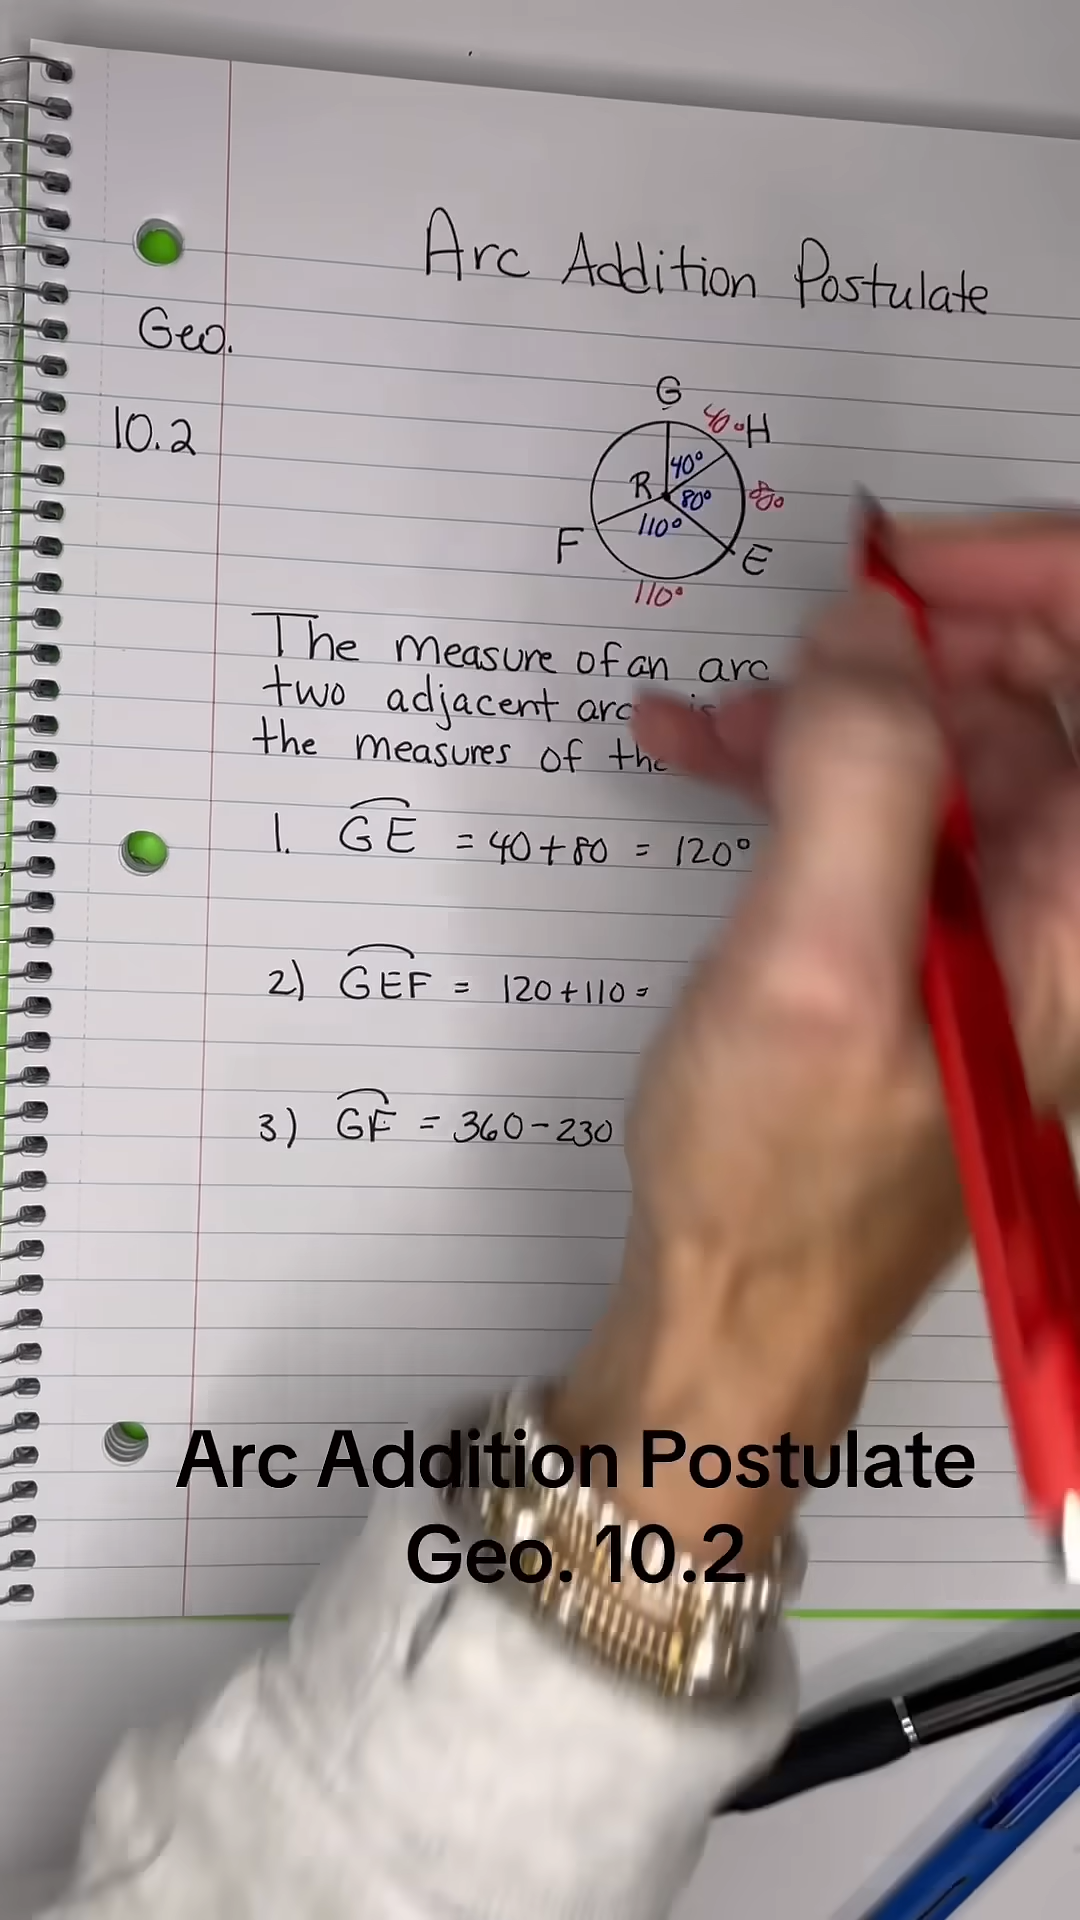 Arc Addition Postulate
Geo.
10.2
G
40° H
40°
R
80° 80°
110°
F
E
110°
The measure of an arc
two adjacent arc is
the measures of the
1. GE = 40+80 = 120°
2) GEF = 120+110=
3) GF = 360-230
Arc Addition Postulate
Geo. 10.2